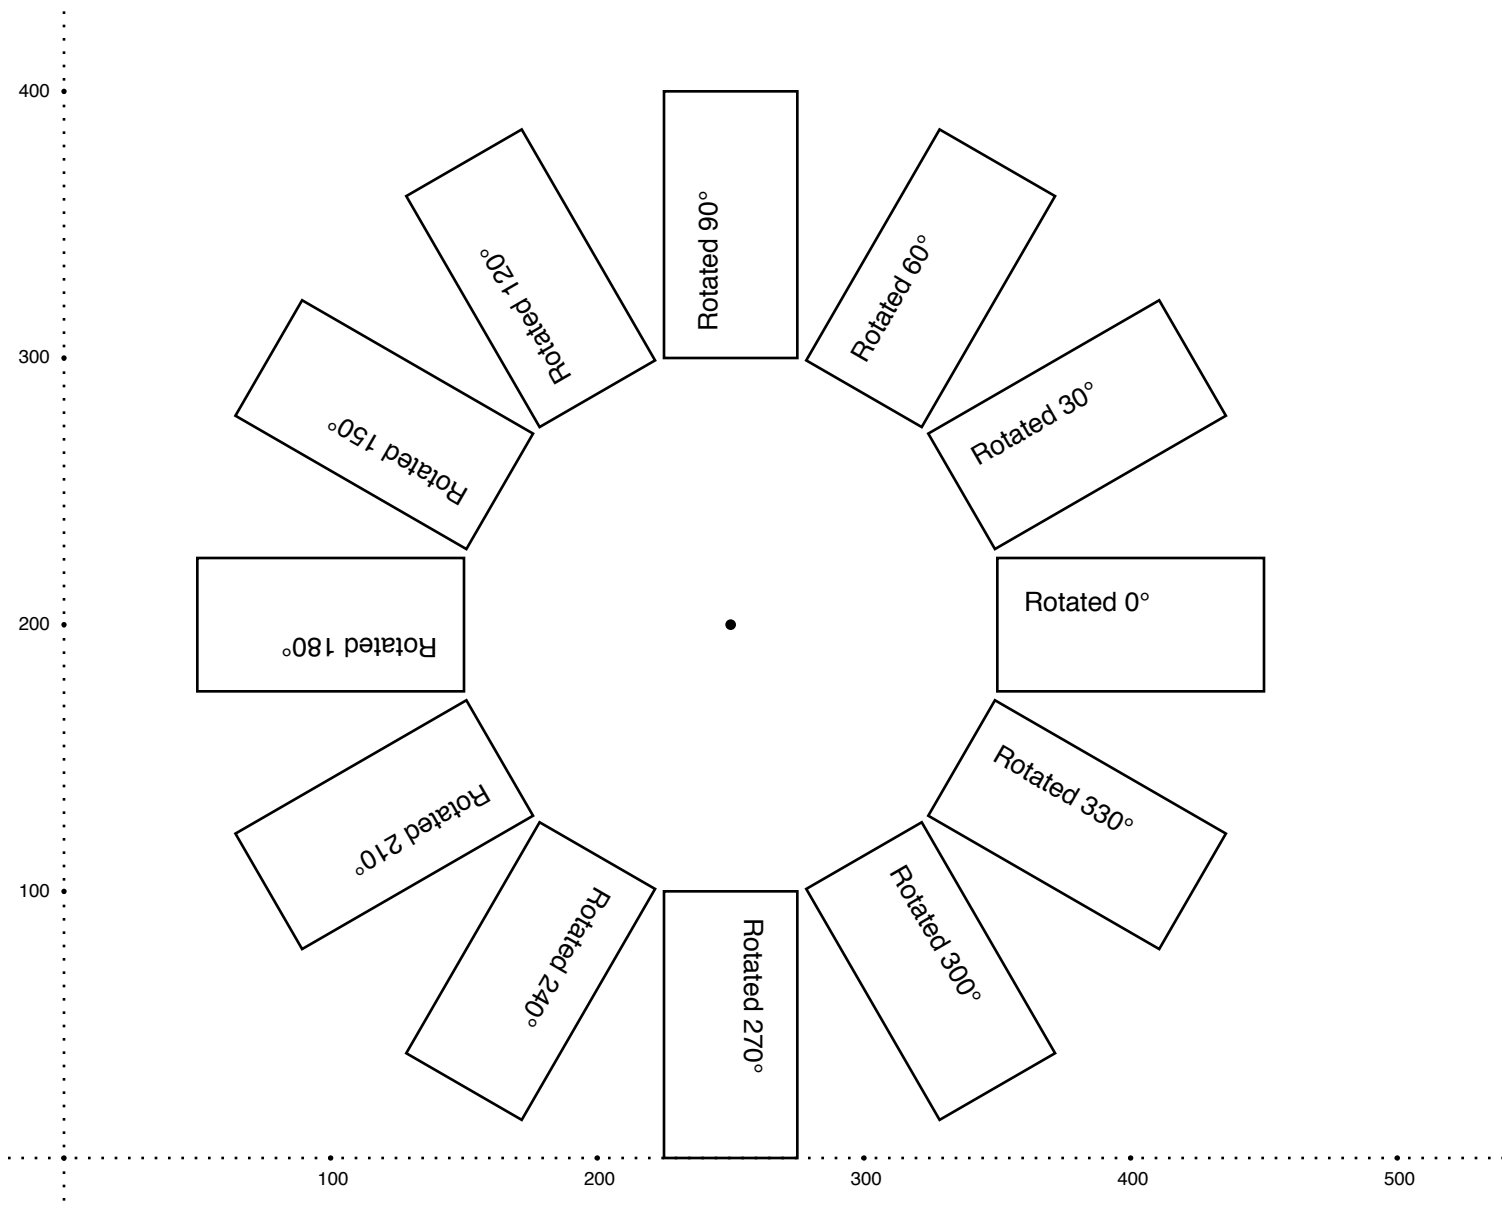 400
Rotated 90°
Rotated 120°
Rotated 60°
300
Rotated 150°
Rotated 30°
200
Rotated 180°
Rotated 0°
Rotated 210°
Rotated 330°
100
Rotated 240°
Rotated 270°
Rotated 300°
100 200 300 400 500